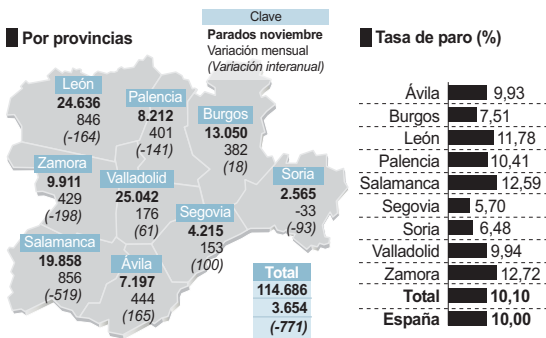 Clave
Parados noviembre
Variación mensual
(Variación interanual)
Por provincias
León
24.636
846
(-164)
Palencia
8.212
401
(-141)
Burgos
13.050
382
(18)
Zamora
9.911
429
(-198)
Valladolid
25.042
176
(61)
Soria
2.565
-33
(-93)
Segovia
4.215
153
(100)
Salamanca
19.858
856
(-519)
Ávila
7.197
444
(165)
Total
114.686
3.654
(-771)
Tasa de paro (%)
Ávila 9,93
Burgos 7,51
León 11,78
Palencia 10,41
Salamanca 12,59
Segovia 5,70
Soria 6,48
Valladolid 9,94
Zamora 12,72
Total 10,10
España 10,00